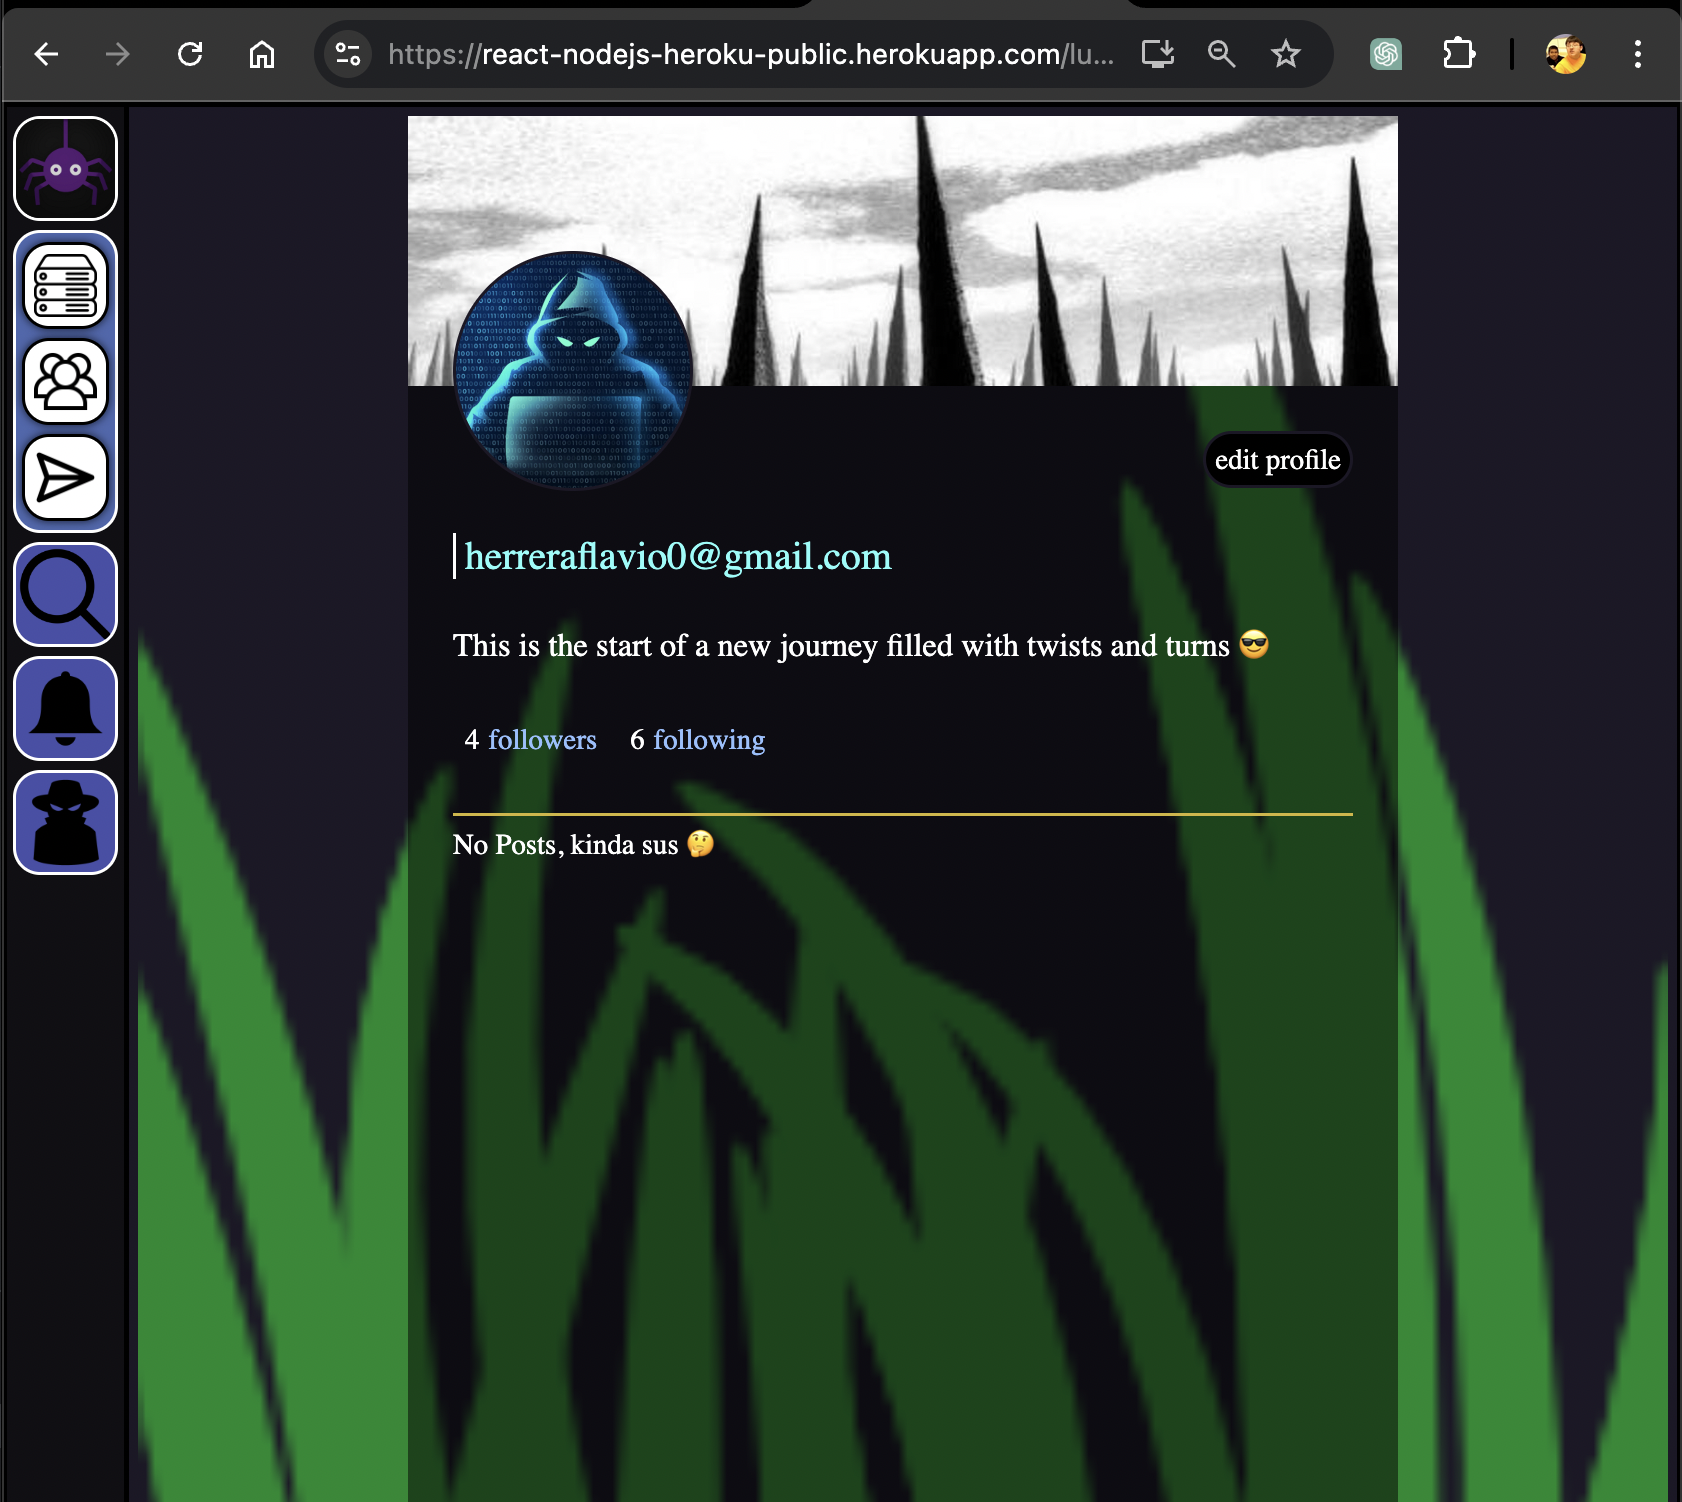 https://react-nodejs-heroku-public.herokuapp.com/lu...
edit profile
herreraflavio0@gmail.com
This is the start of a new journey filled with twists and turns 😎
4 followers 6 following
No Posts, kinda sus 🤔